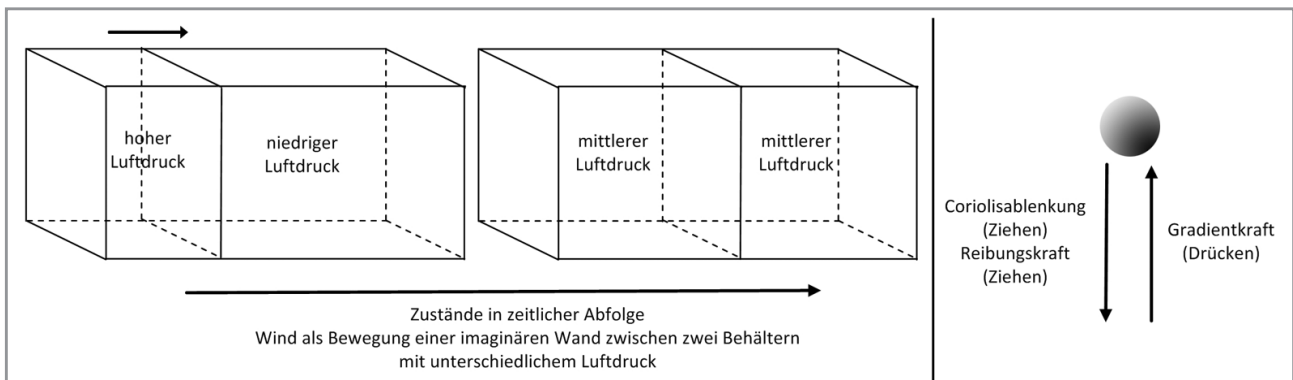 hoher
Luftdruck
niedriger
Luftdruck
mittlerer
Luftdruck
mittlerer
Luftdruck
Zustände in zeitlicher Abfolge
Wind als Bewegung einer imaginären Wand zwischen zwei Behältern
mit unterschiedlichem Luftdruck
Coriolisablenkung
(Ziehen)
Reibungskraft
(Ziehen)
Gradientkraft
(Drücken)